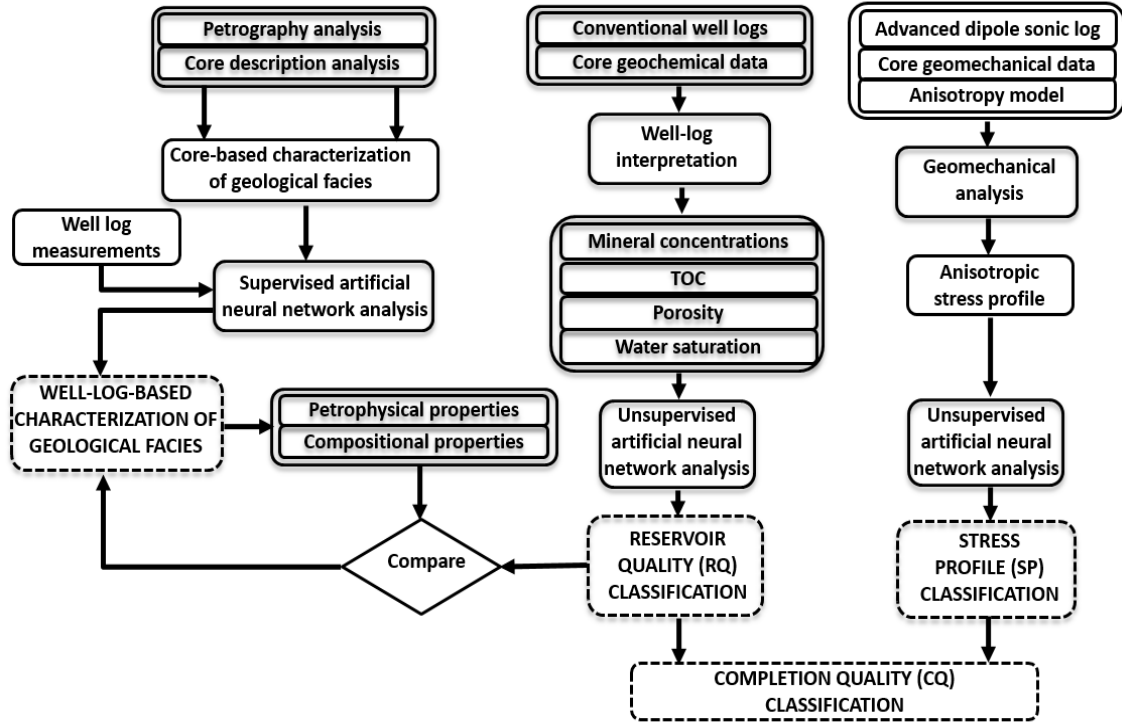 Petrography analysis
Core description analysis
Core-based characterization
of geological facies
Well log
measurements
Supervised artificial
neural network analysis
WELL-LOG-BASED
CHARACTERIZATION OF
GEOLOGICAL FACIES
Petrophysical properties
Compositional properties
Compare
Conventional well logs
Core geochemical data
Well-log
interpretation
Mineral concentrations
TOC
Porosity
Water saturation
Unsupervised
artificial neural
network analysis
RESERVOIR
QUALITY (RQ)
CLASSIFICATION
Advanced dipole sonic log
Core geomechanical data
Anisotropy model
Geomechanical
analysis
Anisotropic
stress profile
Unsupervised
artificial neural
network analysis
STRESS
PROFILE (SP)
CLASSIFICATION
COMPLETION QUALITY (CQ)
CLASSIFICATION